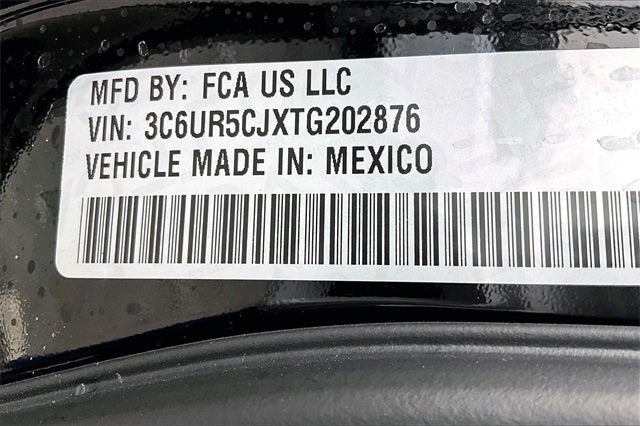 MFD BY: FCA US LLC
VIN: 3C6UR5CJXTG202876
VEHICLE MADE IN: MEXICO